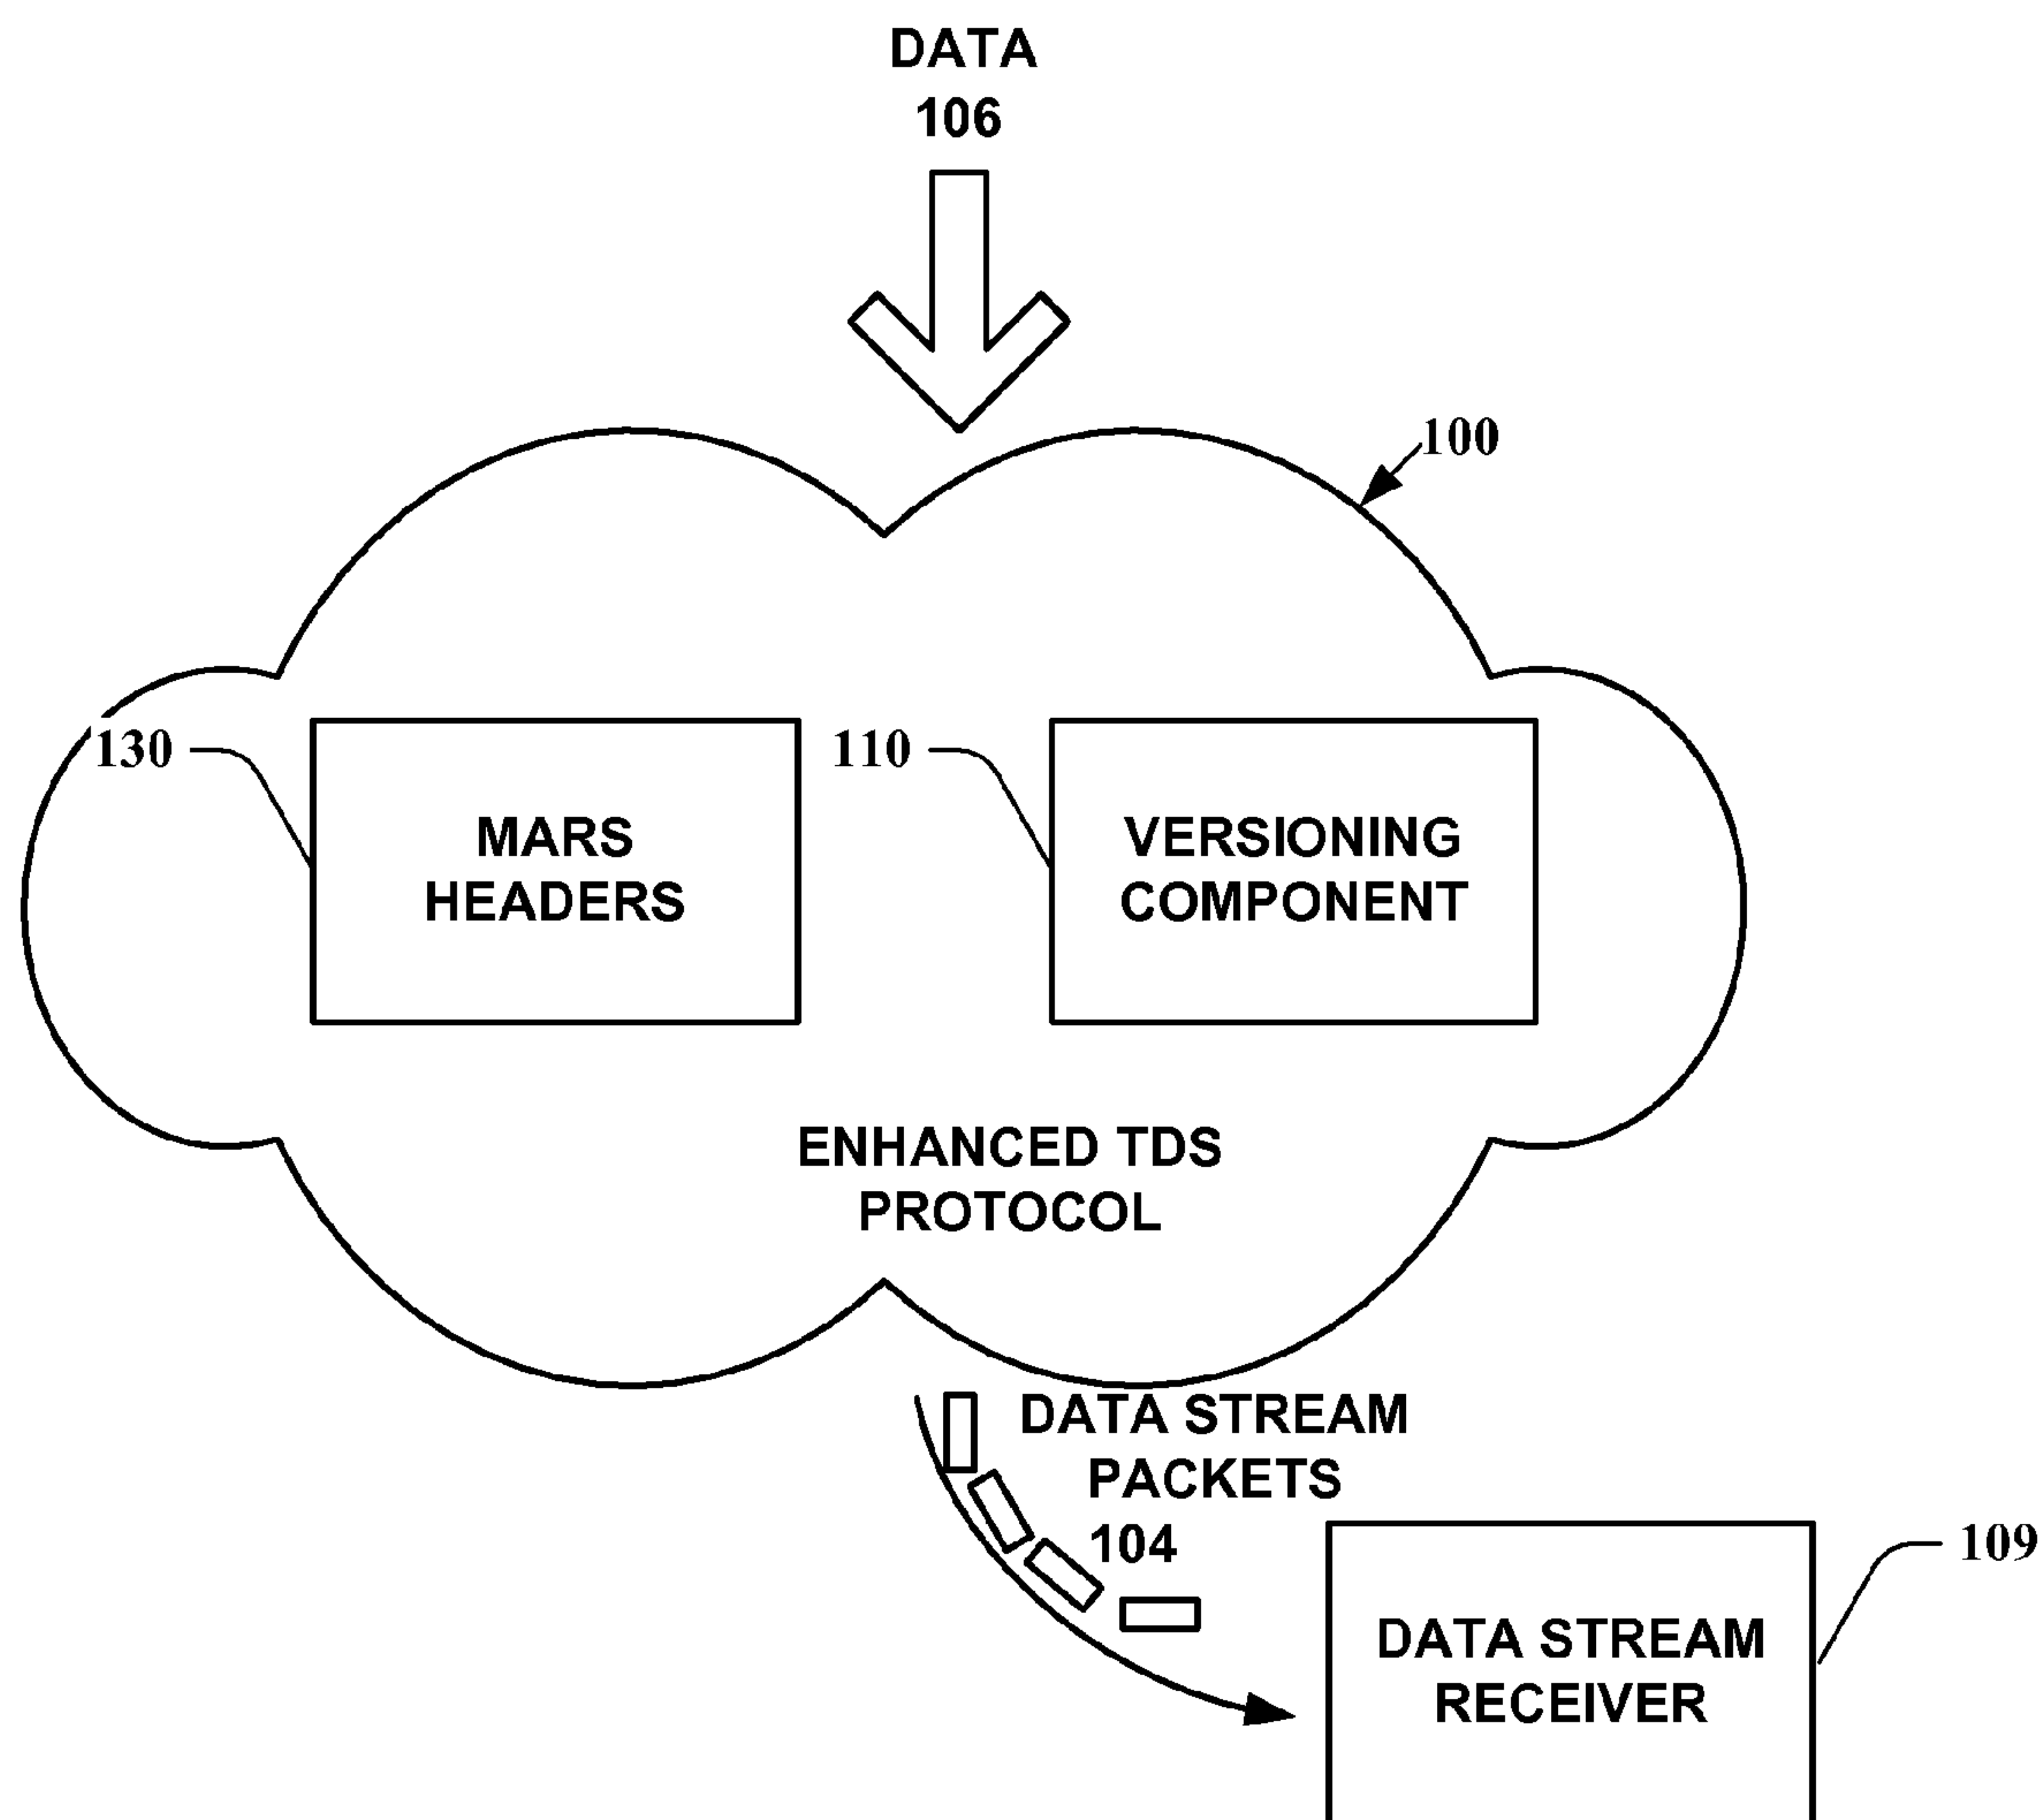 DATA
106
100
130
110
MARS
HEADERS
VERSIONING
COMPONENT
ENHANCED TDS
PROTOCOL
DATA STREAM
PACKETS
104
109
DATA STREAM
RECEIVER